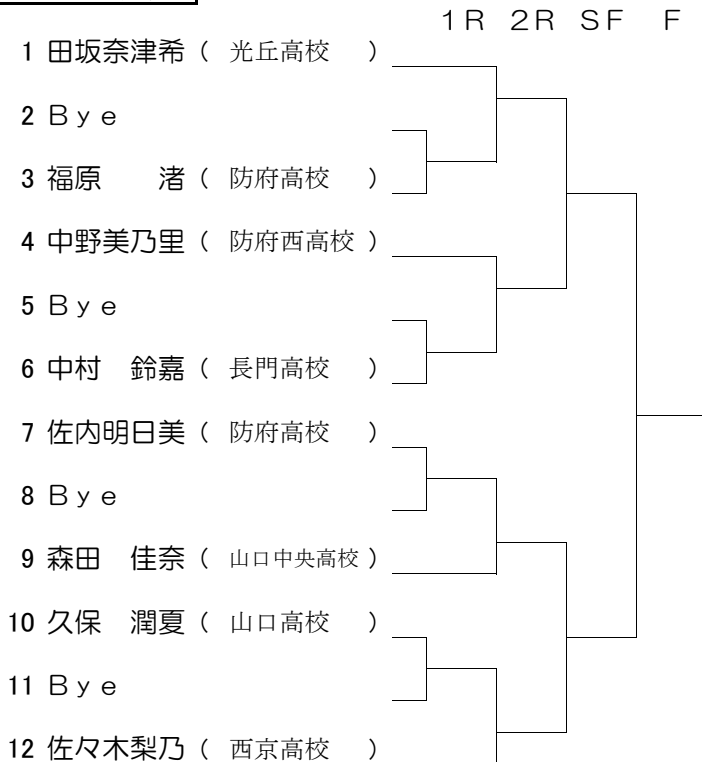 １Ｒ ２Ｒ ＳＦ Ｆ
1 田坂奈津希（ 光丘高校 ）
2 Ｂｙｅ
3 福原　　渚（ 防府高校 ）
4 中野美乃里（ 防府西高校 ）
5 Ｂｙｅ
6 中村　鈴嘉（ 長門高校 ）
7 佐内明日美（ 防府高校 ）
8 Ｂｙｅ
9 森田　佳奈（ 山口中央高校 ）
10 久保　潤夏（ 山口高校 ）
11 Ｂｙｅ
12 佐々木梨乃（ 西京高校 ）